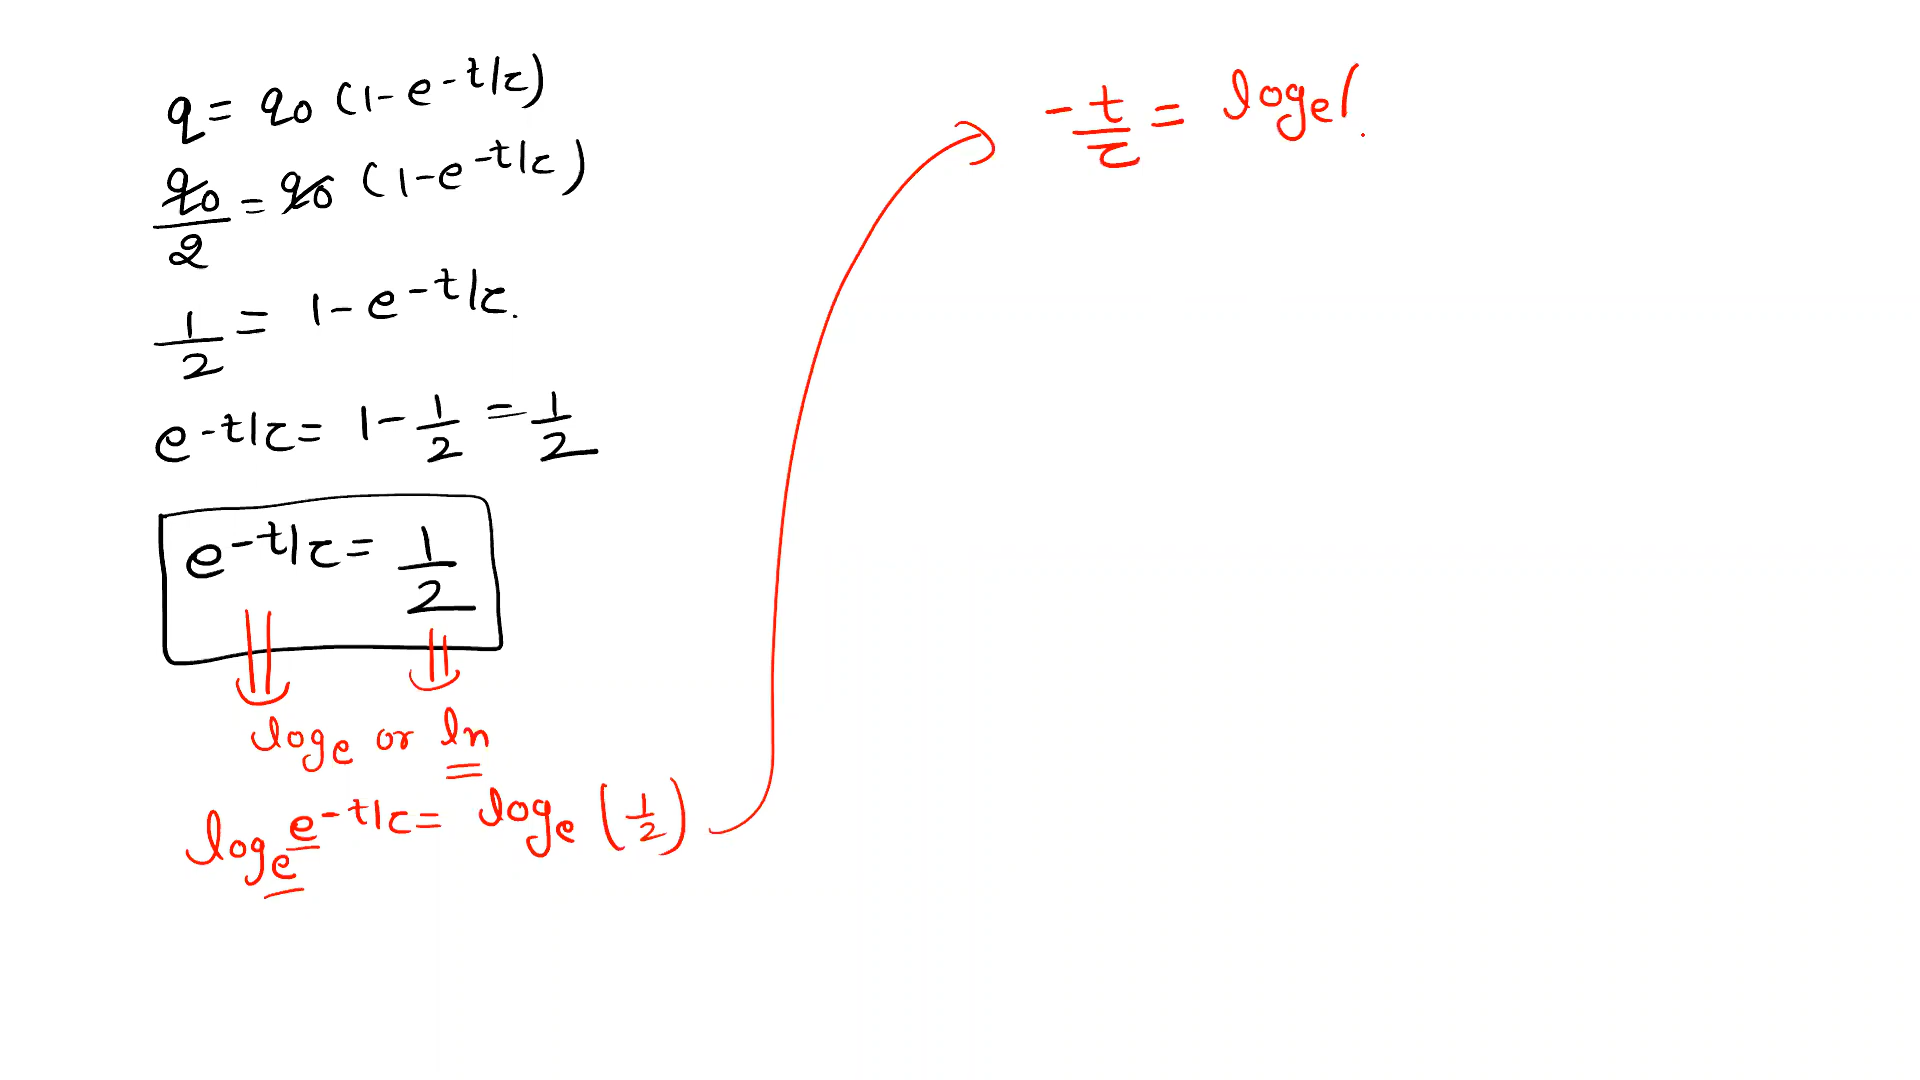 q = q0 (1 - e^-t/τ)
q0/2 = q0 (1 - e^-t/τ)
1/2 = 1 - e^-t/τ.
e^-t/τ = 1 - 1/2 = 1/2
e^-t/τ = 1/2
loge or ln
loge e^-t/τ = loge (1/2)
-t/τ = loge 1